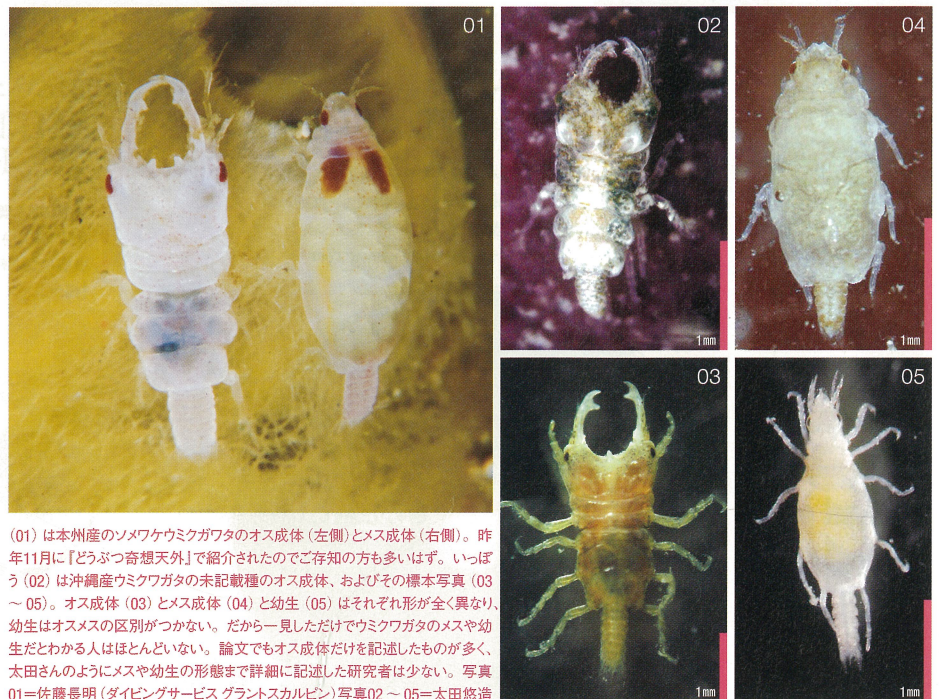 01
02
04
1mm
1mm
03
05
1mm
1mm
(01)は本州産のソメワケウミクガワタのオス成体(左側)とメス成体(右側)。昨
年11月に『どうぶつ奇想天外』で紹介されたのでご存知の方も多いはず。いっぽ
う(02)は沖縄産ウミクワガタの未記載種のオス成体、およびその標本写真(03
~05)。オス成体(03)とメス成体(04)と幼生(05)はそれぞれ形が全く異なり、
幼生はオスメスの区別がつかない。だから一見しただけでウミクワガタのメスや幼
生だとわかる人はほとんどいない。論文でもオス成体だけを記述したものが多く、
太田さんのようにメスや幼生の形態まで詳細に記述した研究者は少ない。写真
01=佐藤長明(ダイビングサービス グラントスカルピン)写真02~05=太田悠造